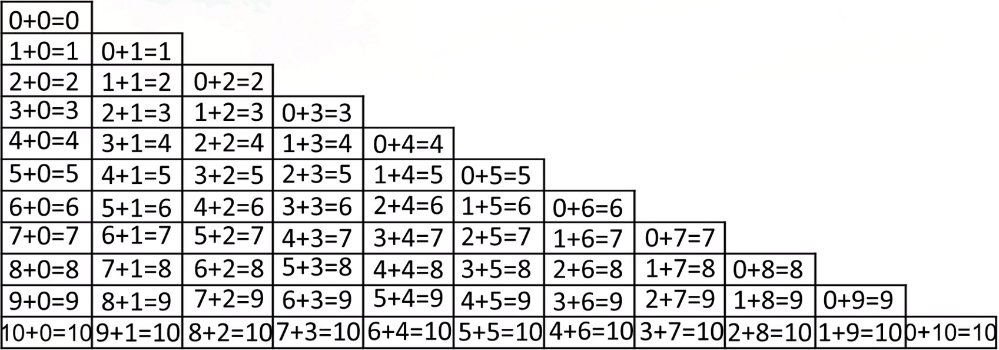 0+0=0
1+0=1 0+1=1
2+0=2 1+1=2 0+2=2
3+0=3 2+1=3 1+2=3 0+3=3
4+0=4 3+1=4 2+2=4 1+3=4 0+4=4
5+0=5 4+1=5 3+2=5 2+3=5 1+4=5 0+5=5
6+0=6 5+1=6 4+2=6 3+3=6 2+4=6 1+5=6 0+6=6
7+0=7 6+1=7 5+2=7 4+3=7 3+4=7 2+5=7 1+6=7 0+7=7
8+0=8 7+1=8 6+2=8 5+3=8 4+4=8 3+5=8 2+6=8 1+7=8 0+8=8
9+0=9 8+1=9 7+2=9 6+3=9 5+4=9 4+5=9 3+6=9 2+7=9 1+8=9 0+9=9
10+0=10 9+1=10 8+2=10 7+3=10 6+4=10 5+5=10 4+6=10 3+7=10 2+8=10 1+9=10 0+10=10